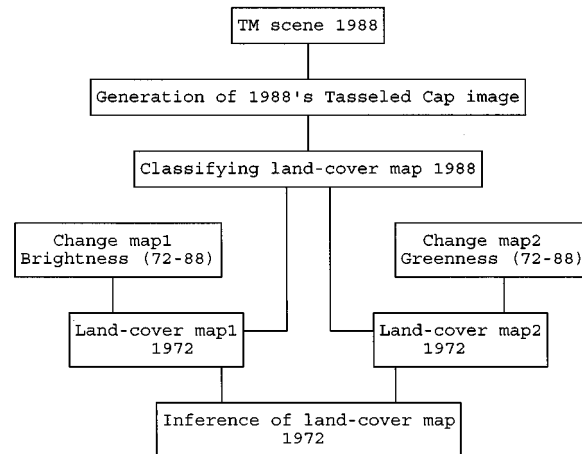 TM scene 1988
Generation of 1988's Tasseled Cap image
Classifying land-cover map 1988
Change map1
Brightness (72-88)
Change map2
Greenness (72-88)
Land-cover map1
1972
Land-cover map2
1972
Inference of land-cover map
1972